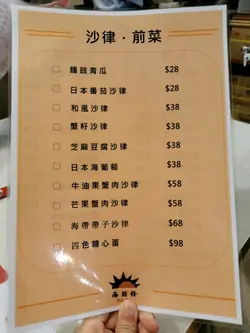 沙律·前菜
麵豉青瓜 $28
日本番茄沙律 $28
和風沙律 $38
蟹籽沙律 $38
芝麻豆腐沙律 $38
日本海葡萄 $38
牛油果蟹肉沙律 $58
芒果蟹肉沙律 $58
海帶帶子沙律 $68
四色糖心蛋 $98